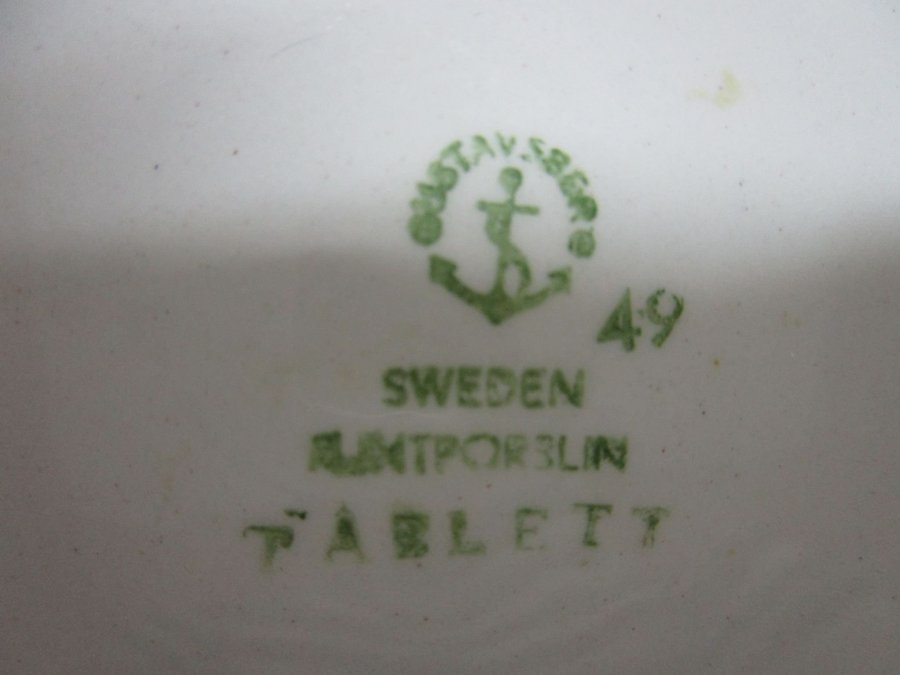 GUSTAVSBERG
49
SWEDEN
FLINTPORSLIN
TABLETT